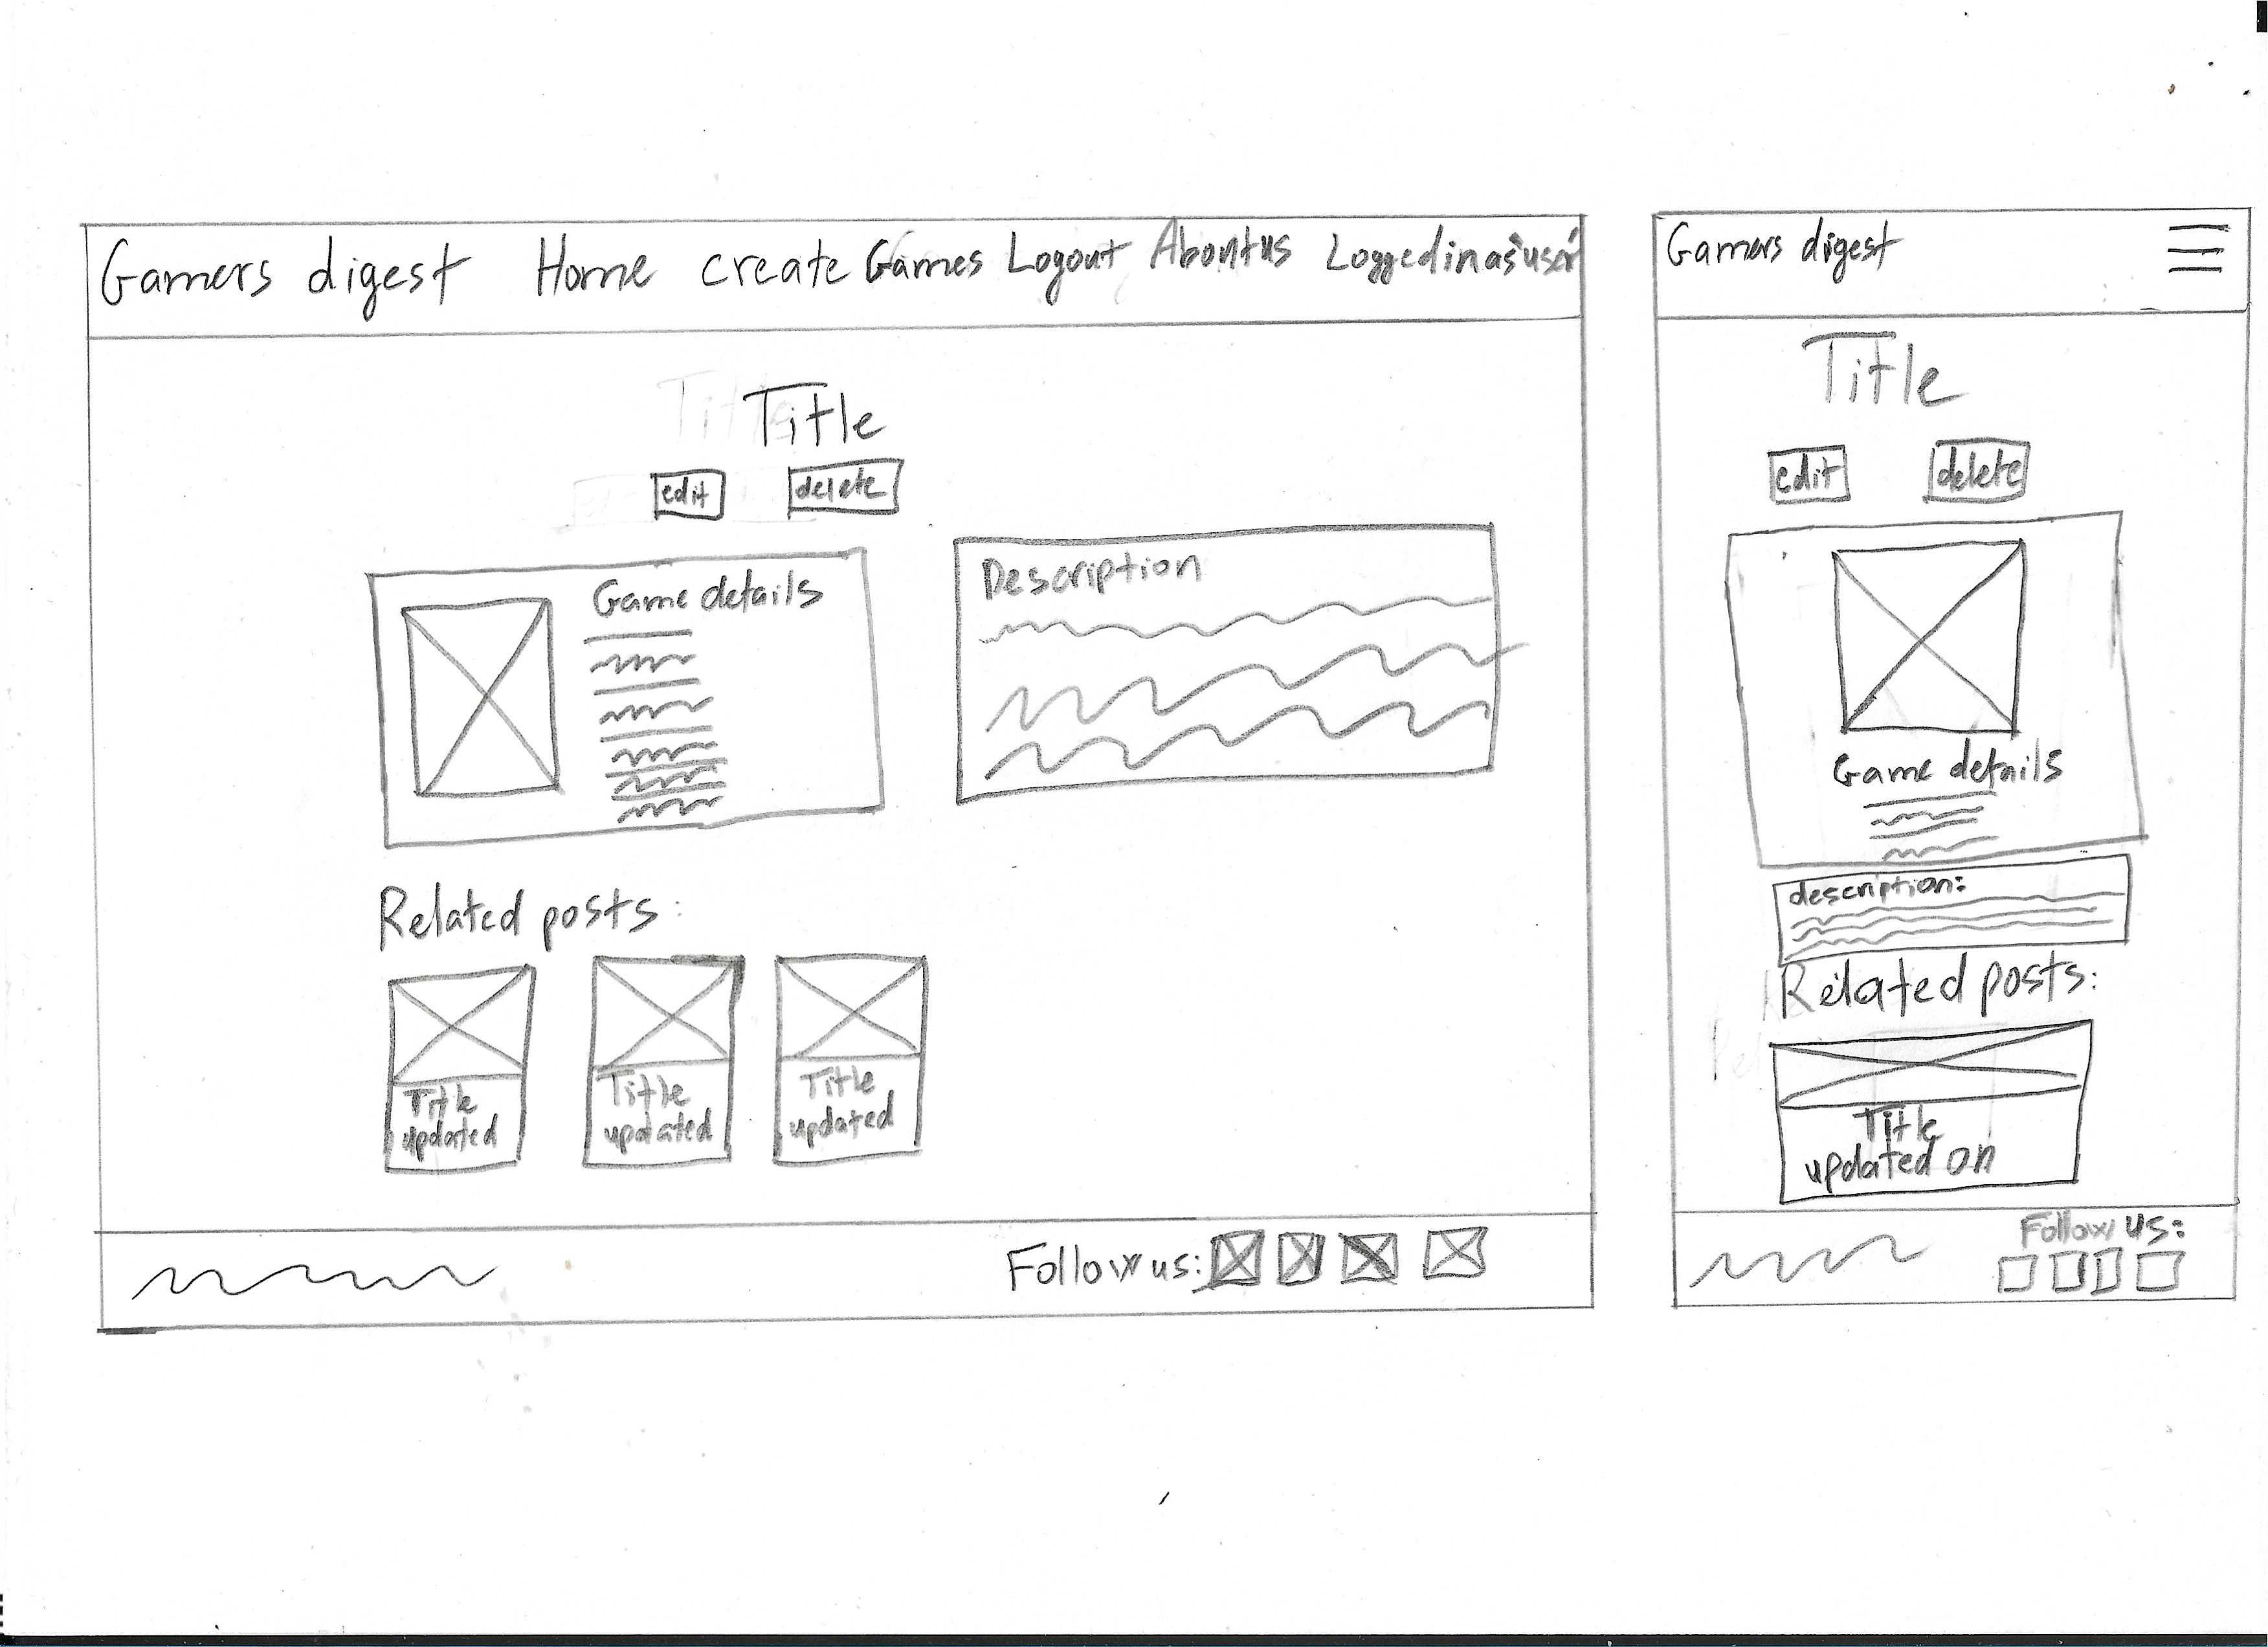 Gamers digest Home create Games Logout About us Logged in as 'user'
Title
edit delete
Game details
Description
Related posts:
Title
updated
Title
updated
Title
updated
Follow us:
Gamers digest
Title
edit delete
Game details
description:
Related posts:
Title
updated on
Follow us: